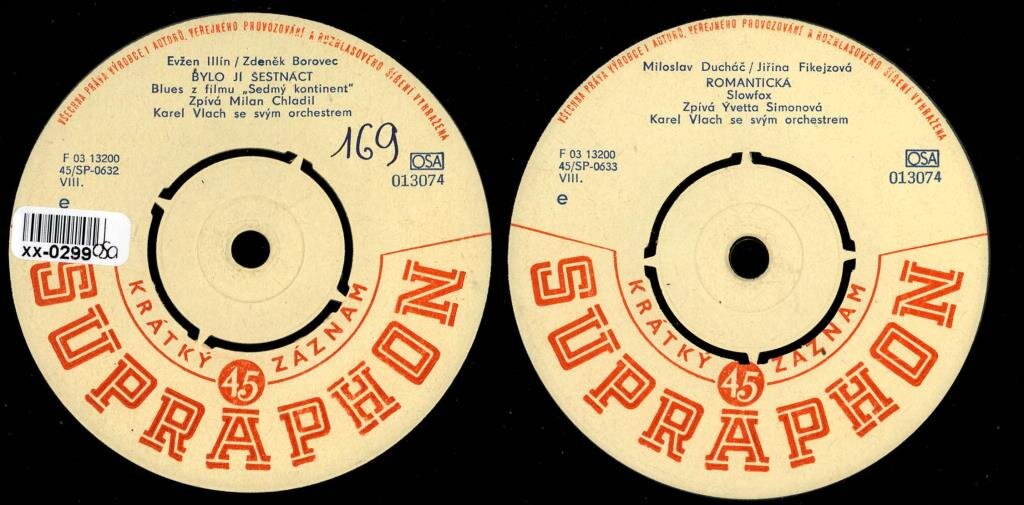 VŠECHNA PRÁVA VÝROBCE I AUTORŮ, VEŘEJNÉHO PROVOZOVÁNÍ A ROZHLASOVÉHO ŠÍŘENÍ VYHRAŽENA
Evžen Illín / Zdeněk Borovec
BYLO JÍ ŠESTNÁCT
Blues z filmu „Sedmý kontinent"
Zpívá Milan Chladil
Karel Vlach se svým orchestrem
169
F 03 13200
45/SP-0632
VIII.
e
OSA
013074
xx-0299
osa
KRÁTKÝ 45 ZÁZNAM
SUPRAPHON
VŠECHNA PRÁVA VÝROBCE I AUTORŮ, VEŘEJNÉHO PROVOZOVÁNÍ A ROZHLASOVÉHO ŠÍŘENÍ VYHRAŽENA
Miloslav Ducháč / Jiřina Fikejzová
ROMANTICKÁ
Slowfox
Zpívá Yvetta Simonová
Karel Vlach se svým orchestrem
F 03 13200
45/SP-0633
VIII.
e
OSA
013074
KRÁTKÝ 45 ZÁZNAM
SUPRAPHON